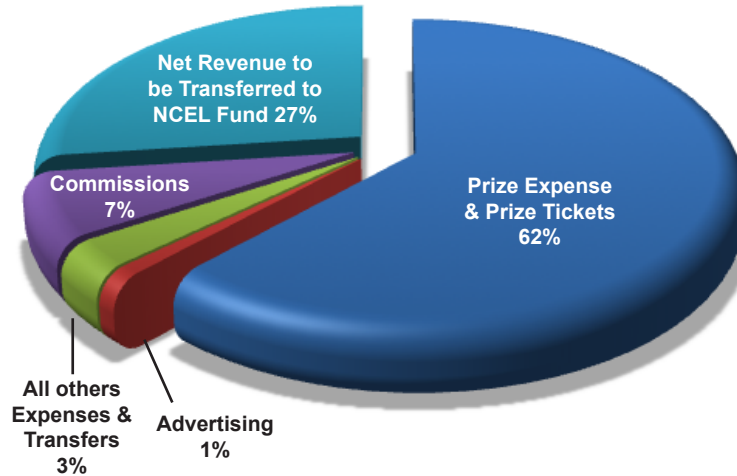 Net Revenue to
be Transferred to
NCEL Fund 27%
Commissions
7%
Prize Expense
& Prize Tickets
62%
All others
Expenses &
Transfers
3%
Advertising
1%